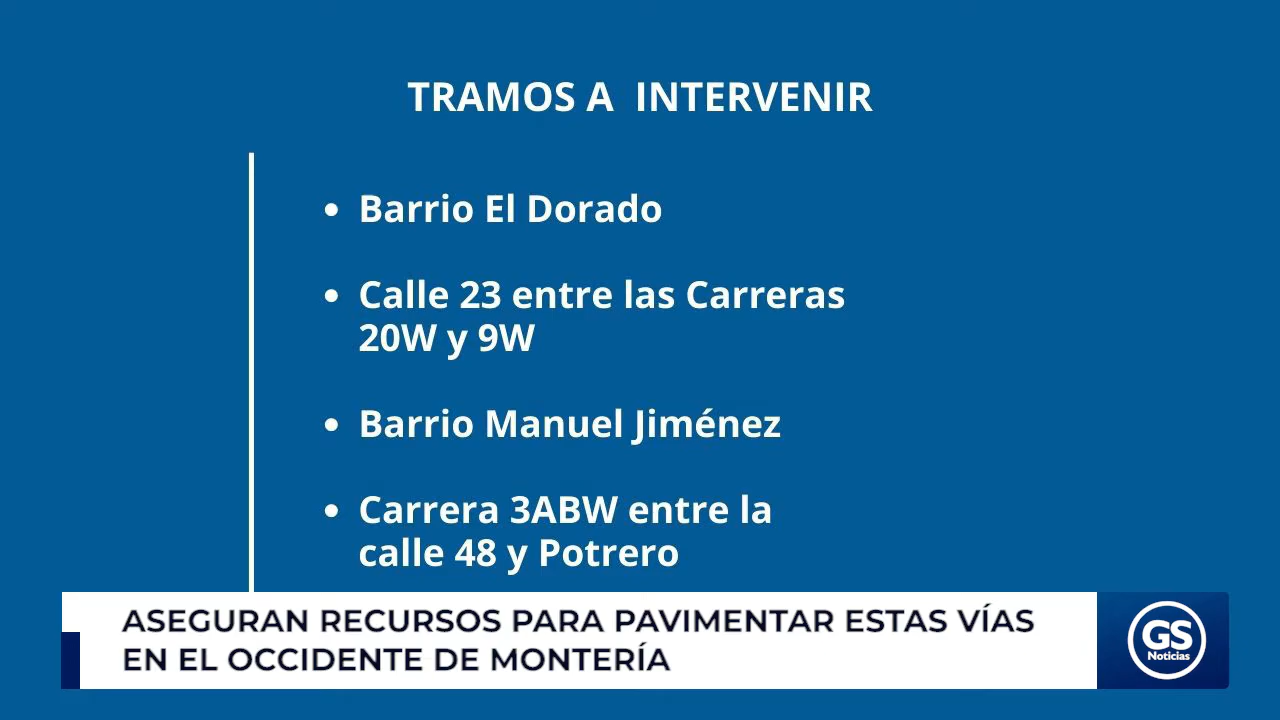 TRAMOS A  INTERVENIR
• Barrio El Dorado
• Calle 23 entre las Carreras
20W y 9W
• Barrio Manuel Jiménez
• Carrera 3ABW entre la
calle 48 y Potrero
ASEGURAN RECURSOS PARA PAVIMENTAR ESTAS VÍAS
EN EL OCCIDENTE DE MONTERÍA
GS
Noticias